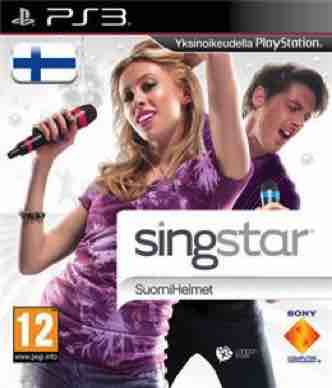 PS3
Yksinoikeudella PlayStation.
singstar
SuomiHelmet
12
www.pegi.info
SONY